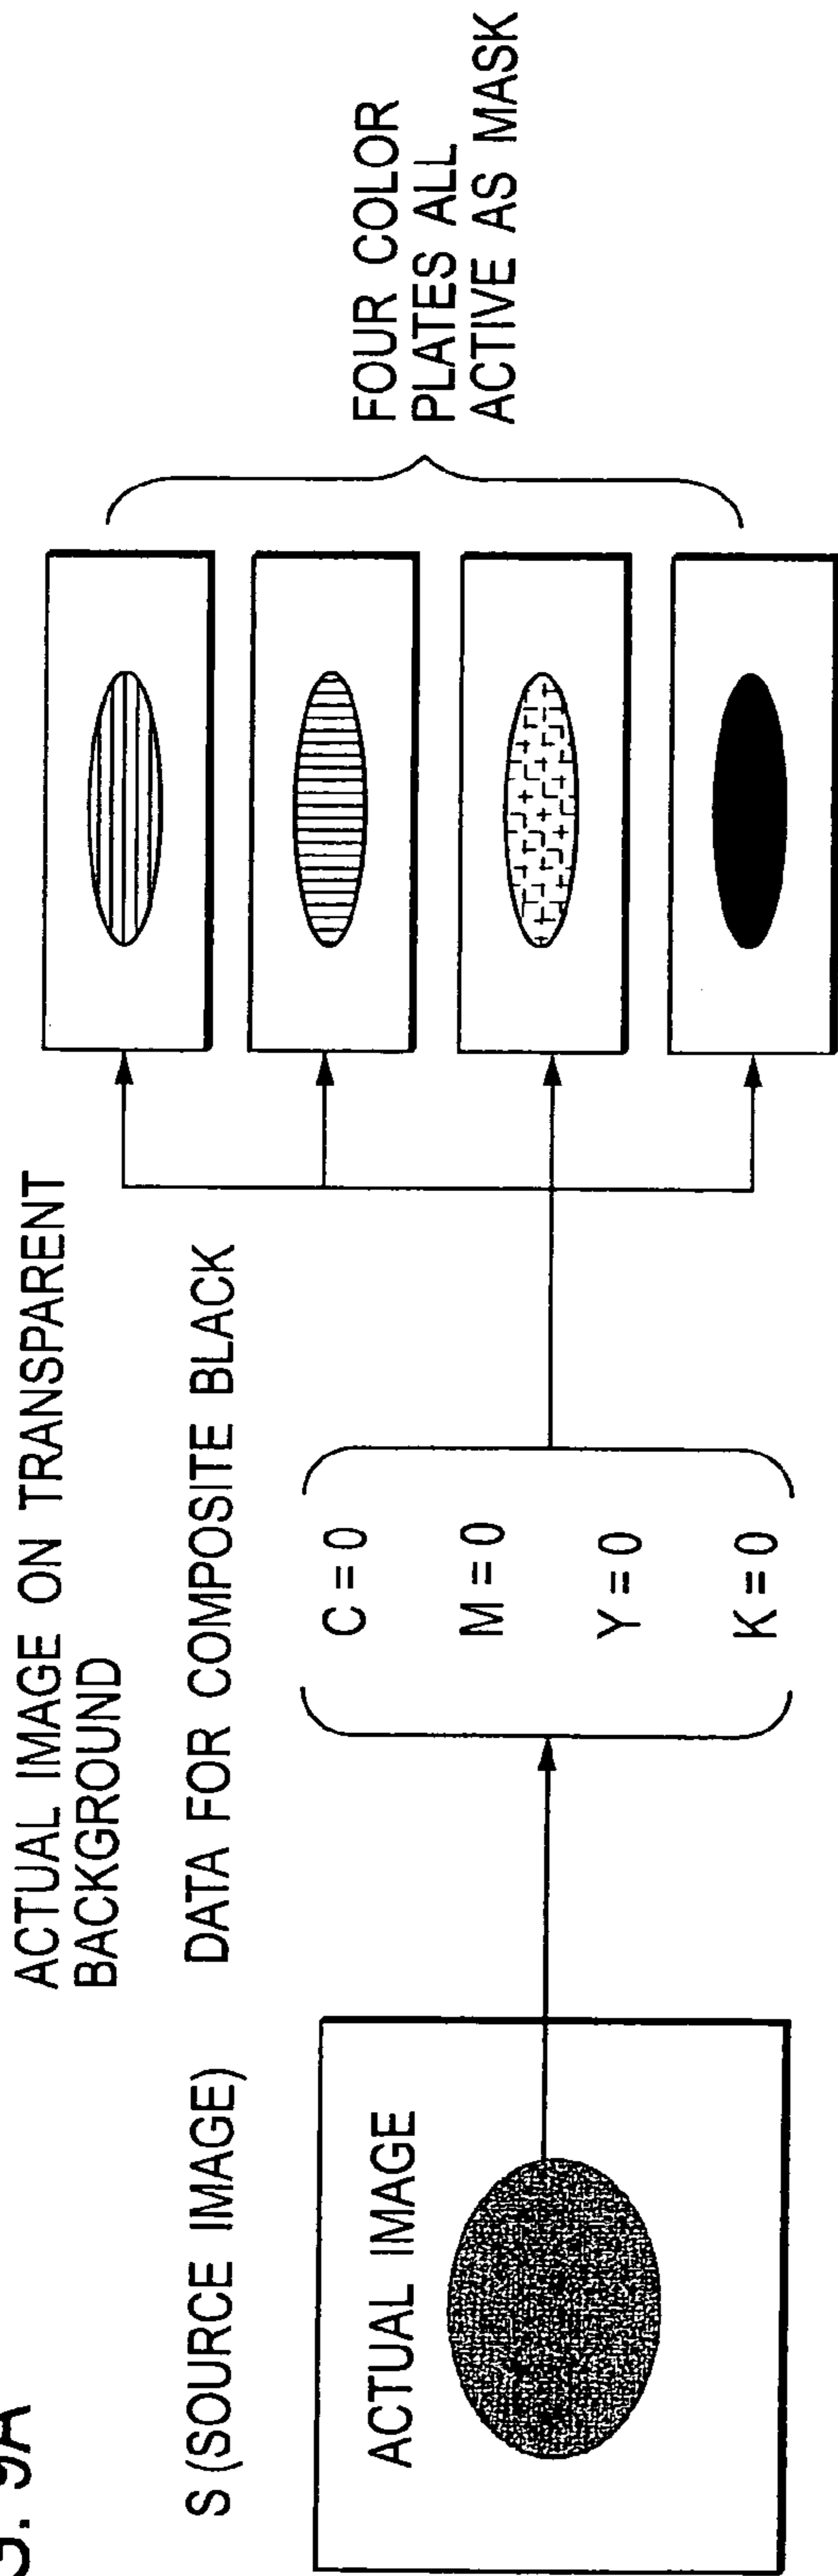 9A
ACTUAL IMAGE ON TRANSPARENT
BACKGROUND
S (SOURCE IMAGE)
DATA FOR COMPOSITE BLACK
ACTUAL IMAGE
C = 0
M = 0
Y = 0
K = 0
FOUR COLOR
PLATES ALL
ACTIVE AS MASK